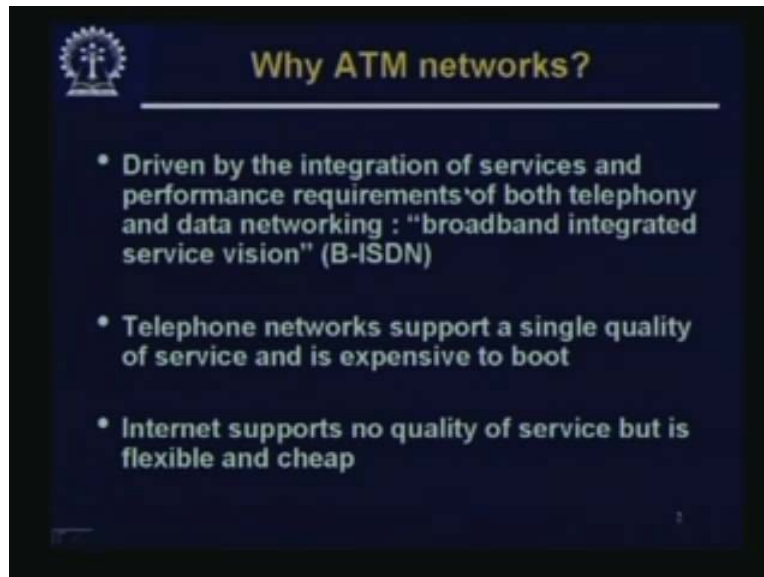 Why ATM networks?
• Driven by the integration of services and
performance requirements of both telephony
and data networking : “broadband integrated
service vision” (B-ISDN)
• Telephone networks support a single quality
of service and is expensive to boot
• Internet supports no quality of service but is
flexible and cheap